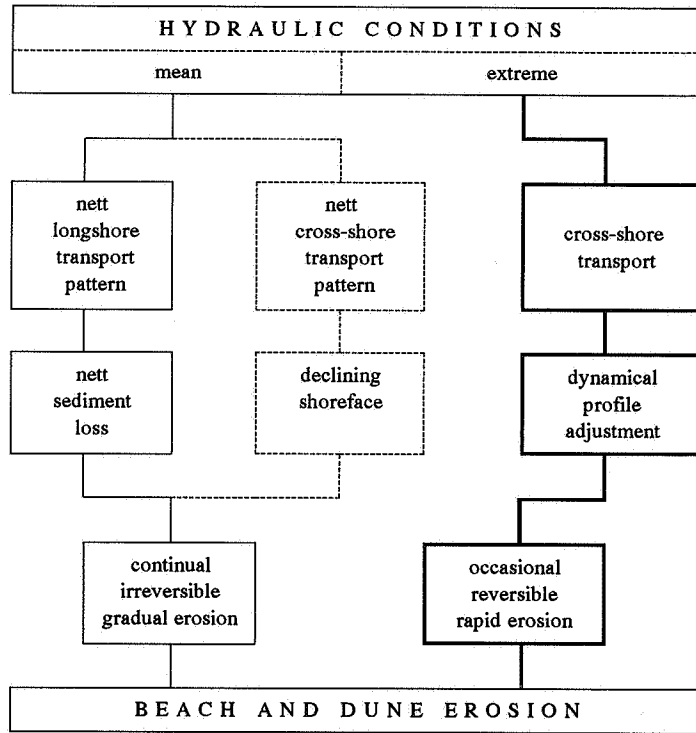 HYDRAULIC CONDITIONS
mean
extreme
nett
longshore
transport
pattern
nett
cross-shore
transport
pattern
cross-shore
transport
nett
sediment
loss
declining
shoreface
dynamical
profile
adjustment
continual
irreversible
gradual erosion
occasional
reversible
rapid erosion
BEACH AND DUNE EROSION